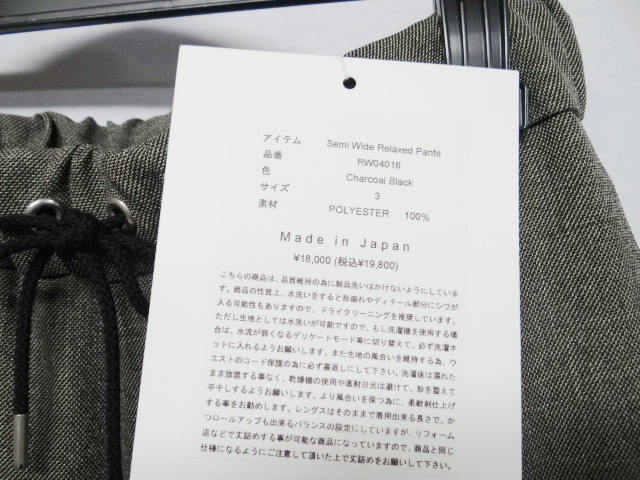 アイテム Semi Wide Relaxed Pants
品番 RW04016
色 Charcoal Black
サイズ 3
素材 POLYESTER 100%
Made in Japan
¥18,000 (税込¥19,800)
こちらの商品は、品質維持の為に製品洗いはかけないようにしていま
す。商品の性質上、水洗いをすると形崩れやディテール部分にシワが
入る可能性もありますので、ドライクリーニングを推奨しています。
ただし生地としては水洗いが可能ですので、もし洗濯機を使用する場
合は、水流が弱くなるデリケートモード等に切り替えて、必ず洗濯ネ
ットに入れるようお願いします。また生地の風合いを維持する為、ウ
エストのコード保護の為に必ず裏返しにして下さい。洗濯後は濡れた
まま放置する事なく、乾燥機の使用や直射日光は避けて、形を整えて
平干しするようお願いします。より風合いを保つ為に、柔軟剤仕上げ
する事をお勧めします。レングスはそのままで着用出来る長さで、か
つロールアップも出来るバランスの設定にしていますが、リフォーム
店などで丈詰めする事が可能な商品になっていますので、商品と同じ
仕様になるようにご注意して頂いた上で丈詰めをお願いして下さい。